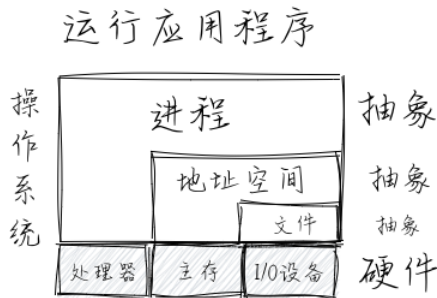 运行应用程序
操作系统
进程
抽象
地址空间
抽象
文件
抽象
处理器
主存
I/O设备
硬件